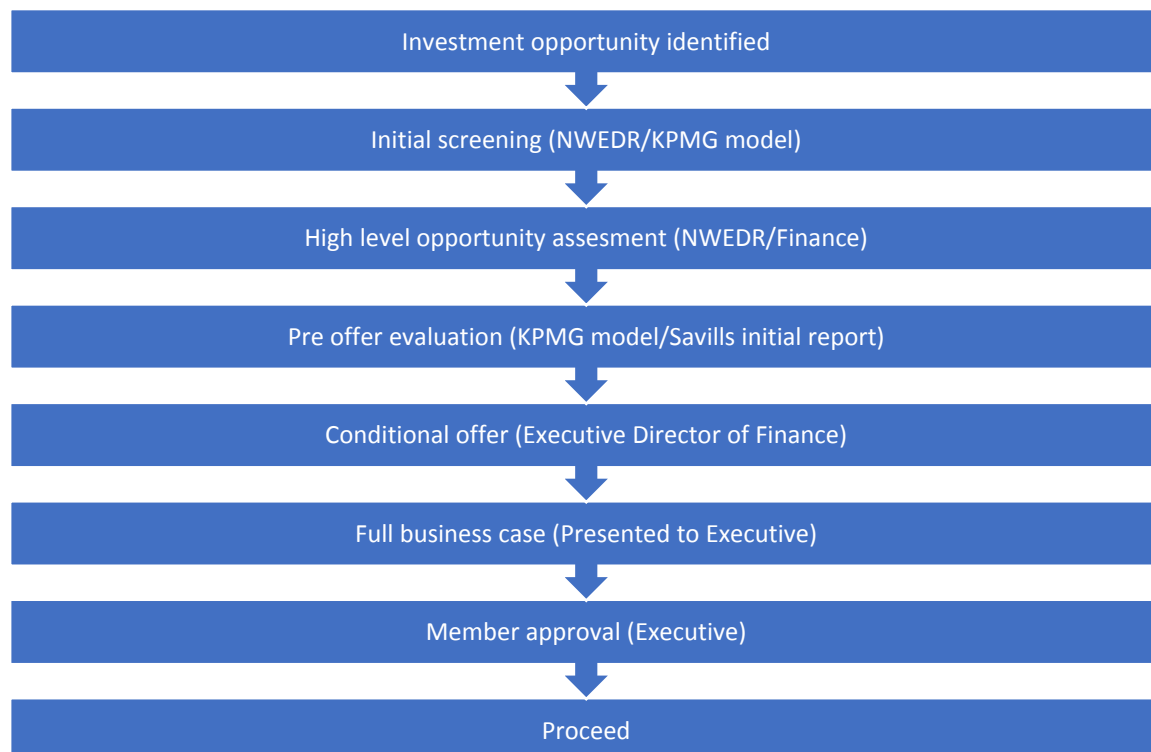 Investment opportunity identified
Initial screening (NWEDR/KPMG model)
High level opportunity assesment (NWEDR/Finance)
Pre offer evaluation (KPMG model/Savills initial report)
Conditional offer (Executive Director of Finance)
Full business case (Presented to Executive)
Member approval (Executive)
Proceed